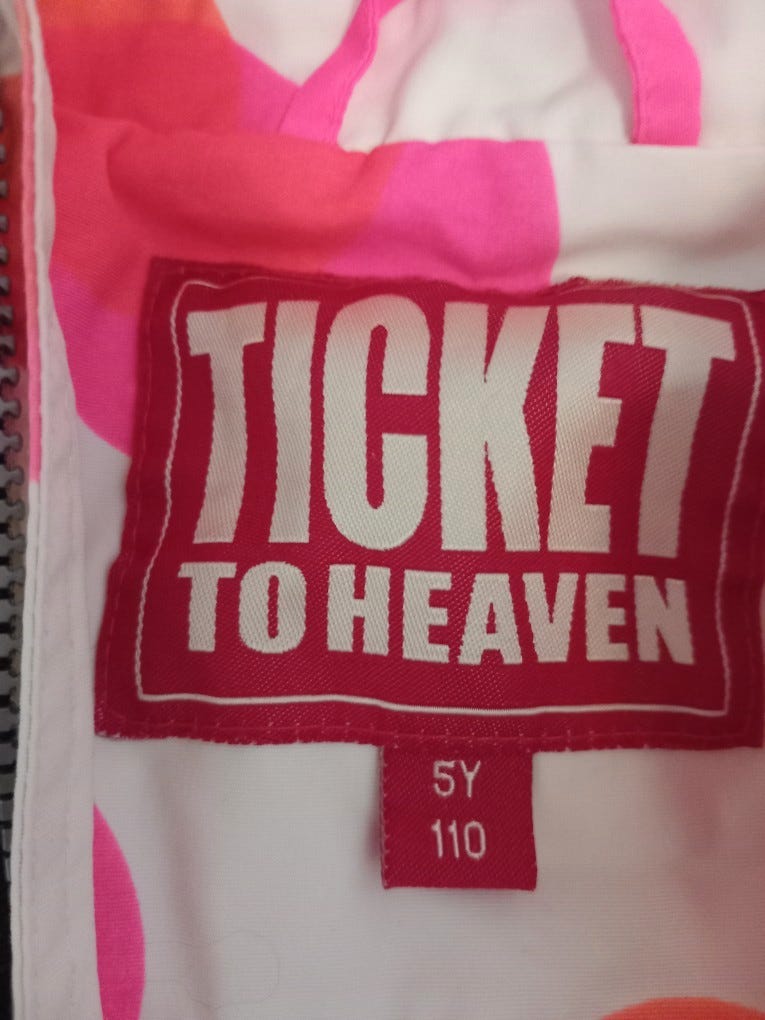 TICKET
TO HEAVEN
5Y
110